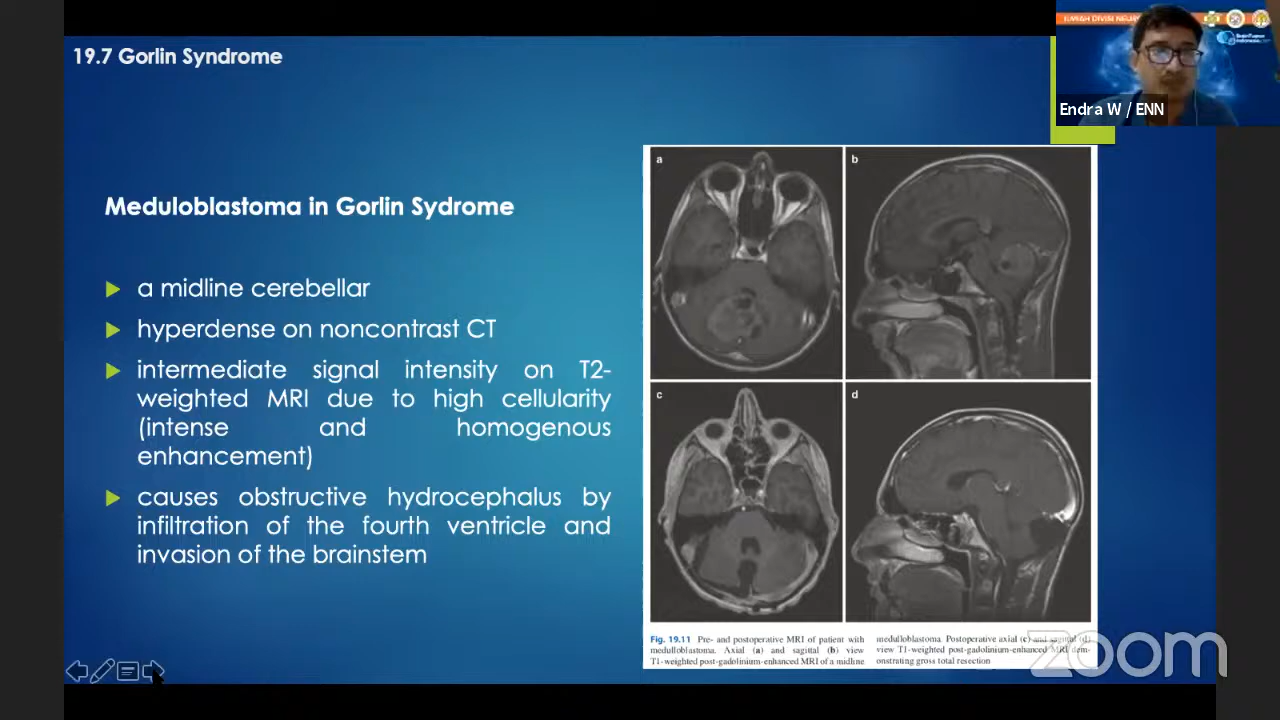 19.7 Gorlin Syndrome
ILMIAH DIVISI NEU
Endra W / ENN
Meduloblastoma in Gorlin Sydrome
a midline cerebellar
hyperdense on noncontrast CT
intermediate signal intensity on T2-
weighted MRI due to high cellularity
(intense and homogenous
enhancement)
causes obstructive hydrocephalus by
infiltration of the fourth ventricle and
invasion of the brainstem
a
b
c
d
Fig. 19.11 Pre- and postoperative MRI of patient with
medulloblastoma. Axial (a) and sagittal (b) view
T1-weighted post-gadolinium-enhanced MRI of a midline
medulloblastoma. Postoperative axial (c) and sagittal (d)
view T1-weighted post-gadolinium-enhanced MRI dem-
onstrating gross total resection
zoom